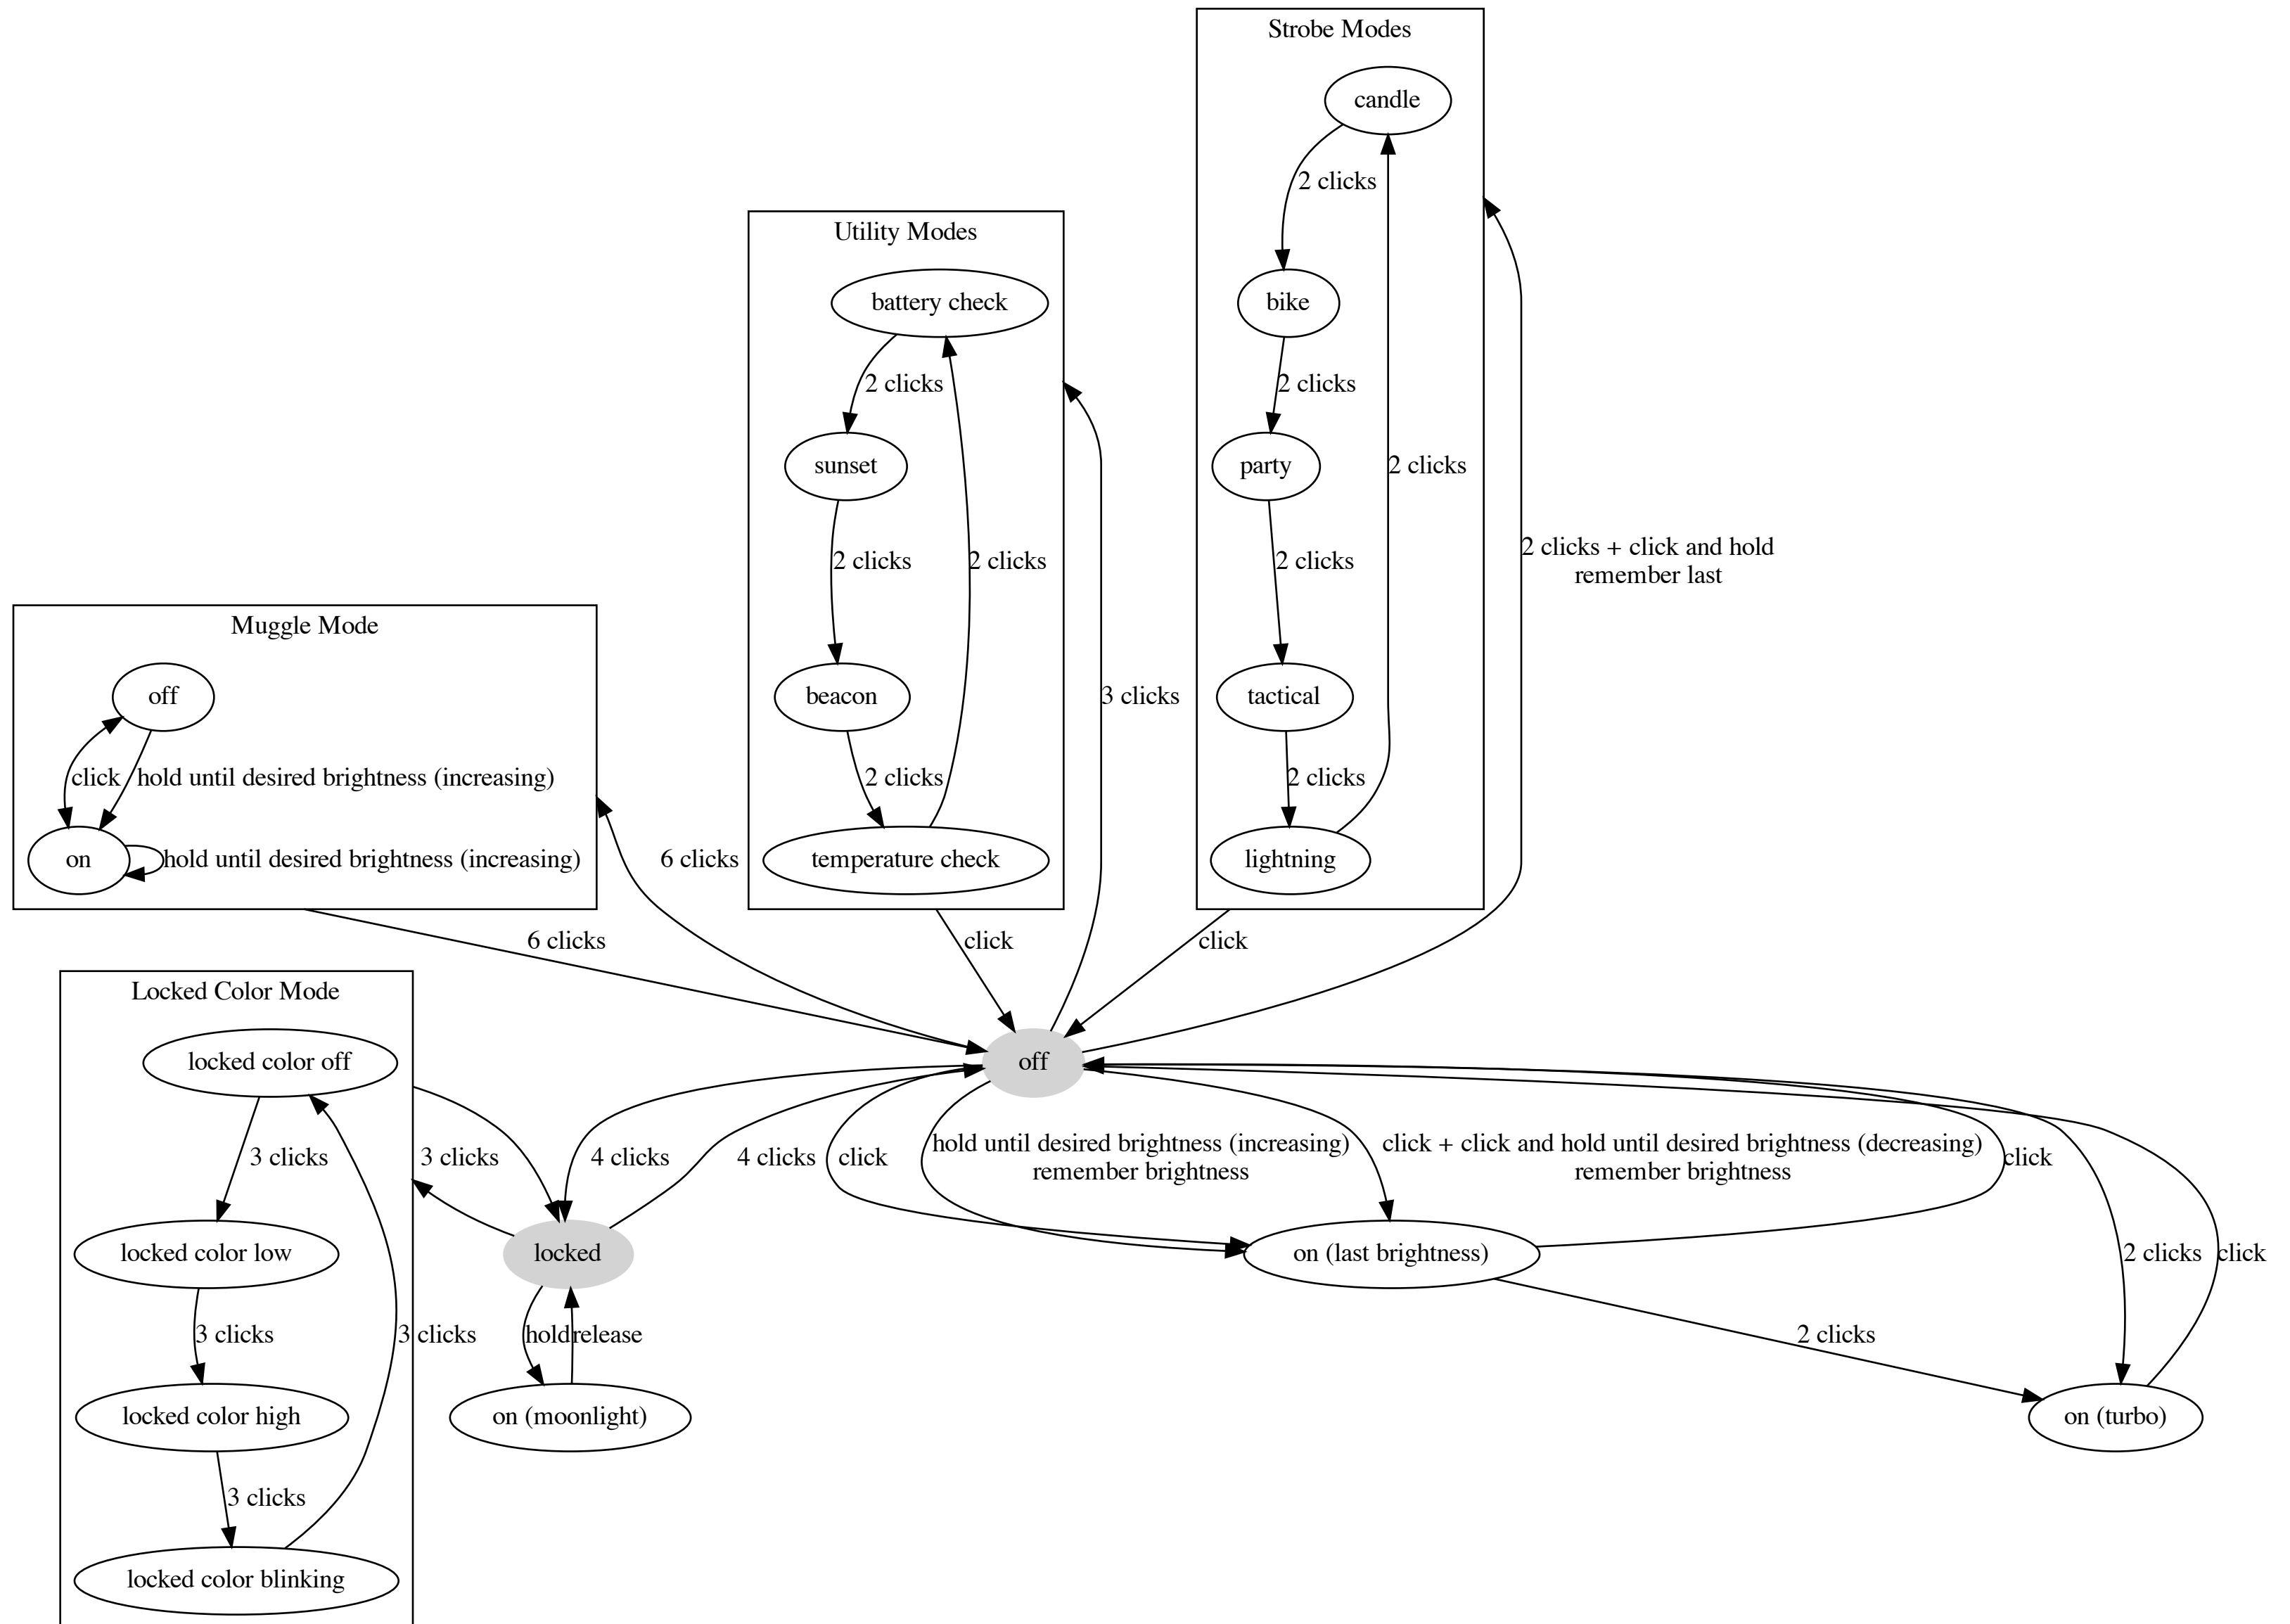 Strobe Modes
candle
2 clicks
Utility Modes
bike
battery check
2 clicks
2 clicks
party
2 clicks
sunset
2 clicks + click and hold
remember last
2 clicks
2 clicks
2 clicks
Muggle Mode
off
beacon
3 clicks
tactical
click
hold until desired brightness (increasing)
2 clicks
2 clicks
on
hold until desired brightness (increasing)
6 clicks
temperature check
lightning
6 clicks
click
click
Locked Color Mode
locked color off
off
3 clicks
3 clicks
4 clicks
4 clicks
click
hold until desired brightness (increasing)
remember brightness
click + click and hold until desired brightness (decreasing)
remember brightness
click
locked color low
locked
on (last brightness)
2 clicks
click
3 clicks
3 clicks
hold
release
2 clicks
locked color high
on (moonlight)
on (turbo)
3 clicks
locked color blinking